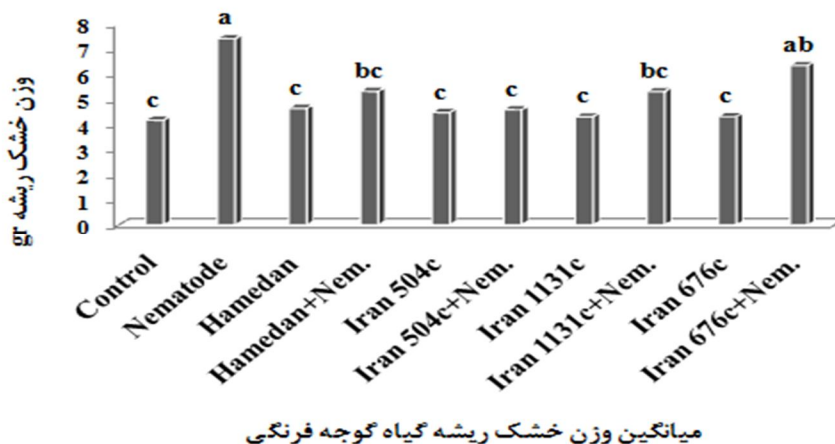 وزن خشک ریشه gr
8
7
6
5
4
3
2
1
0
c
a
c
bc
c
c
c
bc
c
ab
Control
Nematode
Hamedan
Hamedan+Nem.
Iran 504c
Iran 504c+Nem.
Iran 1131c
Iran 1131c+Nem.
Iran 676c
Iran 676c+Nem.
میانگین وزن خشک ریشه گیاه گوجه فرنگی